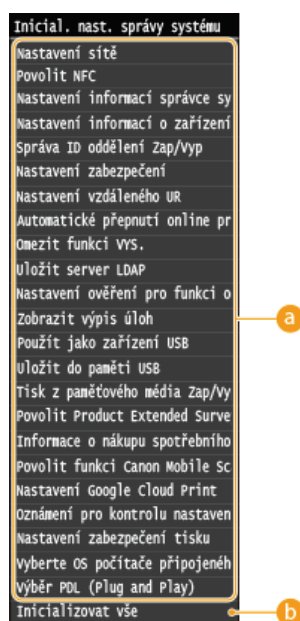 Inicial. nast. správy systému
Nastavení sítě
Povolit NFC
Nastavení informací správce sy
Nastavení informací o zařízení
Správa ID oddělení Zap/Vyp
Nastavení zabezpečení
Nastavení vzdáleného UR
Automatické přepnutí online pr
Omezit funkci VYS.
Uložit server LDAP
Nastavení ověření pro funkci o
Zobrazit výpis úloh
Použít jako zařízení USB
Uložit do paměti USB
Tisk z paměťového média Zap/Vy
Povolit Product Extended Surve
Informace o nákupu spotřebního
Povolit funkci Canon Mobile Sc
Nastavení Google Cloud Print
Oznámení pro kontrolu nastaven
Nastavení zabezpečení tisku
Vyberte OS počítače připojenéh
Výběr PDL (Plug and Play)
Inicializovat vše
a
b